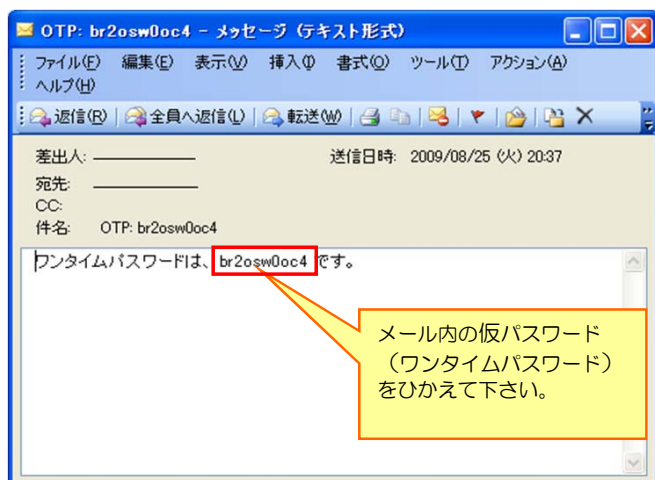 OTP: br2osw0oc4 - メッセージ (テキスト形式)
ファイル(F) 編集(E) 表示(V) 挿入(I) 書式(O) ツール(T) アクション(A)
ヘルプ(H)
返信(R) 全員へ返信(L) 転送(W)
差出人: 送信日時: 2009/08/25 (火) 20:37
宛先:
CC:
件名: OTP: br2osw0oc4
ワンタイムパスワードは、br2osw0oc4 です。
メール内の仮パスワード
(ワンタイムパスワード)
をひかえて下さい。